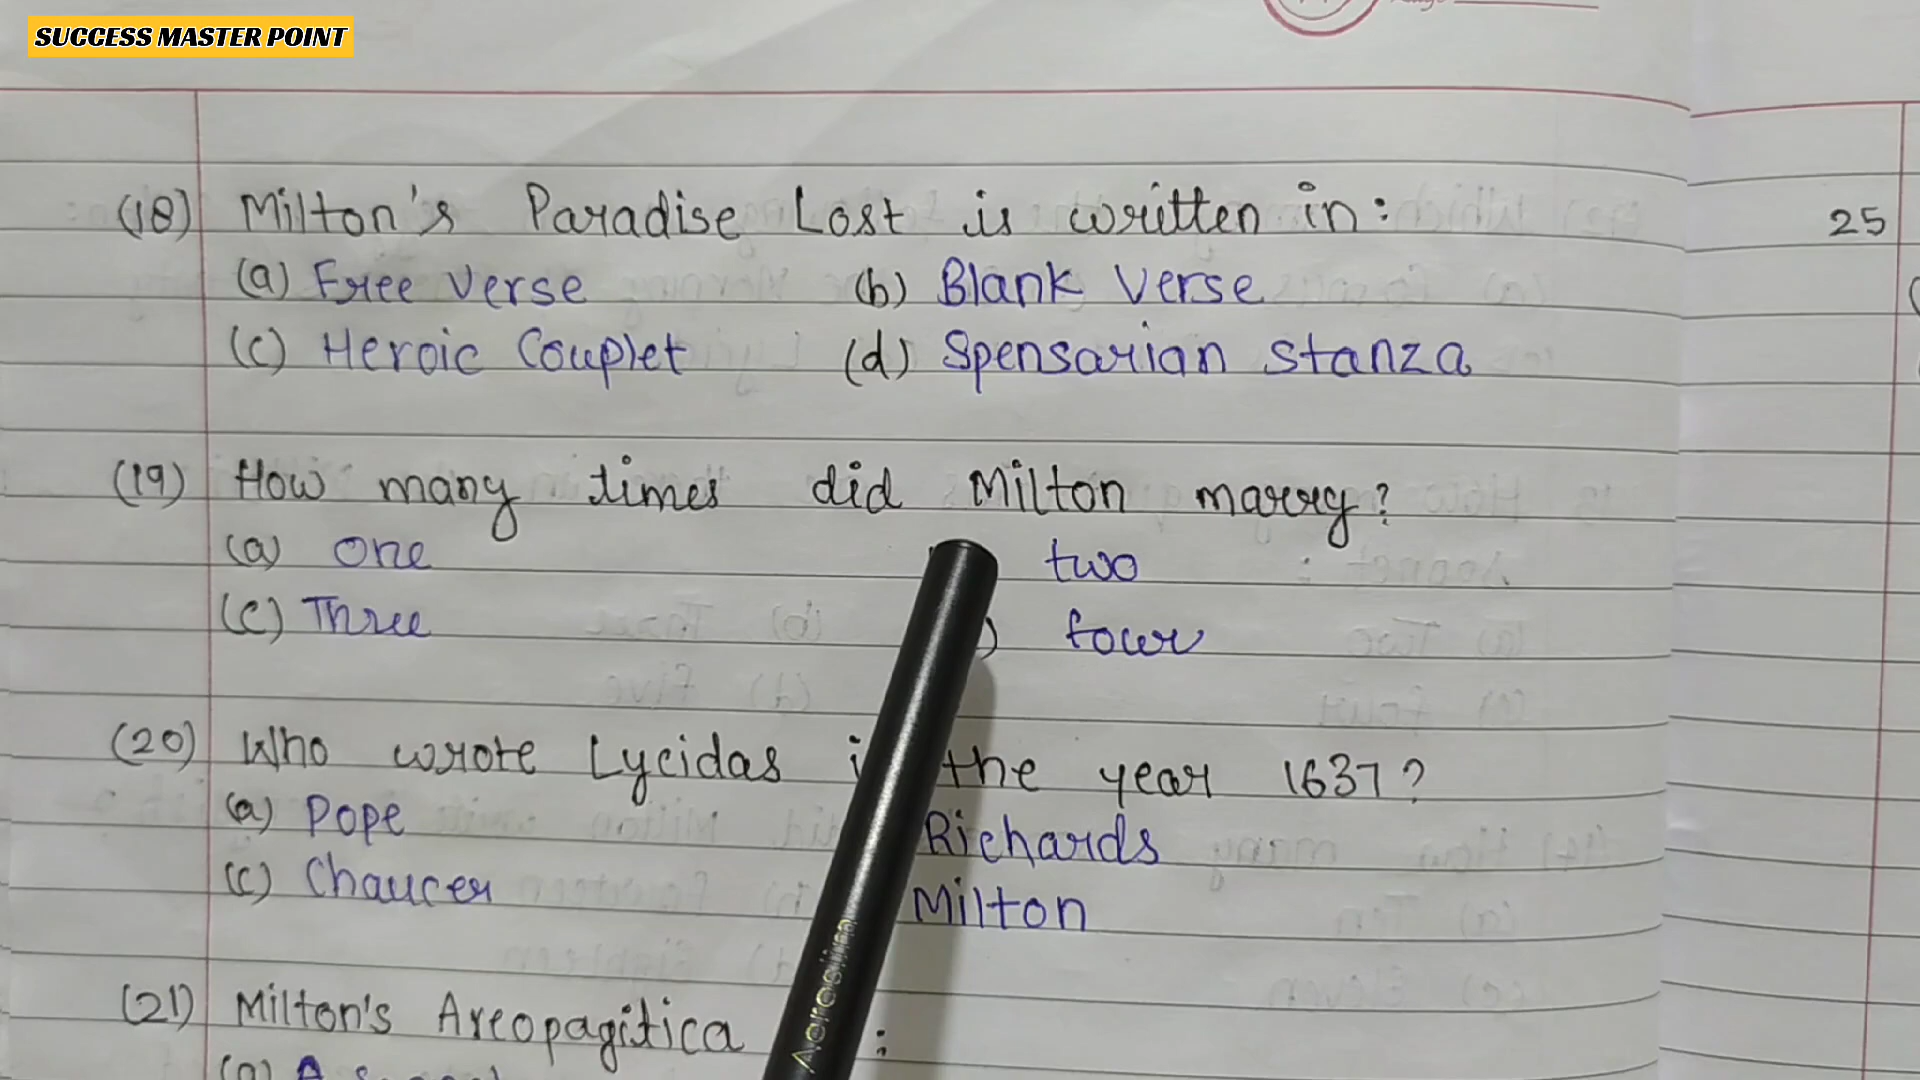 SUCCESS MASTER POINT
(18) Milton's Paradise Lost is written in:
25
(a) Free Verse (b) Blank Verse
(c) Heroic Couplet (d) Spensarian Stanza
(19) How many times did Milton marry?
(a) one two
(c) Three ) four
(20) Who wrote Lycidas i the year 1637?
(a) Pope Richards
(c) Chaucer Milton
(21) Milton's Areopagitica :
(a) A
Aerosline